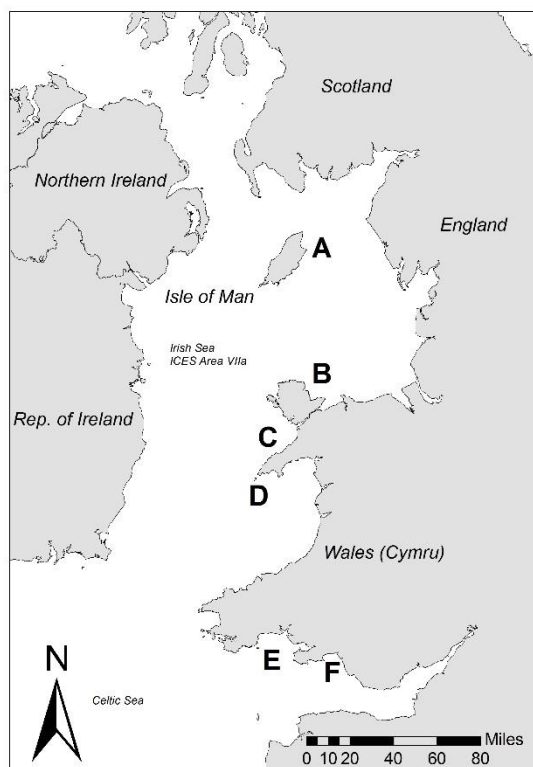 Scotland
Northern Ireland
England
A
Isle of Man
Irish Sea
ICES Area VIIa
B
Rep. of Ireland
C
D
Wales (Cymru)
E
F
N
Celtic Sea
Miles
0 10 20 40 60 80